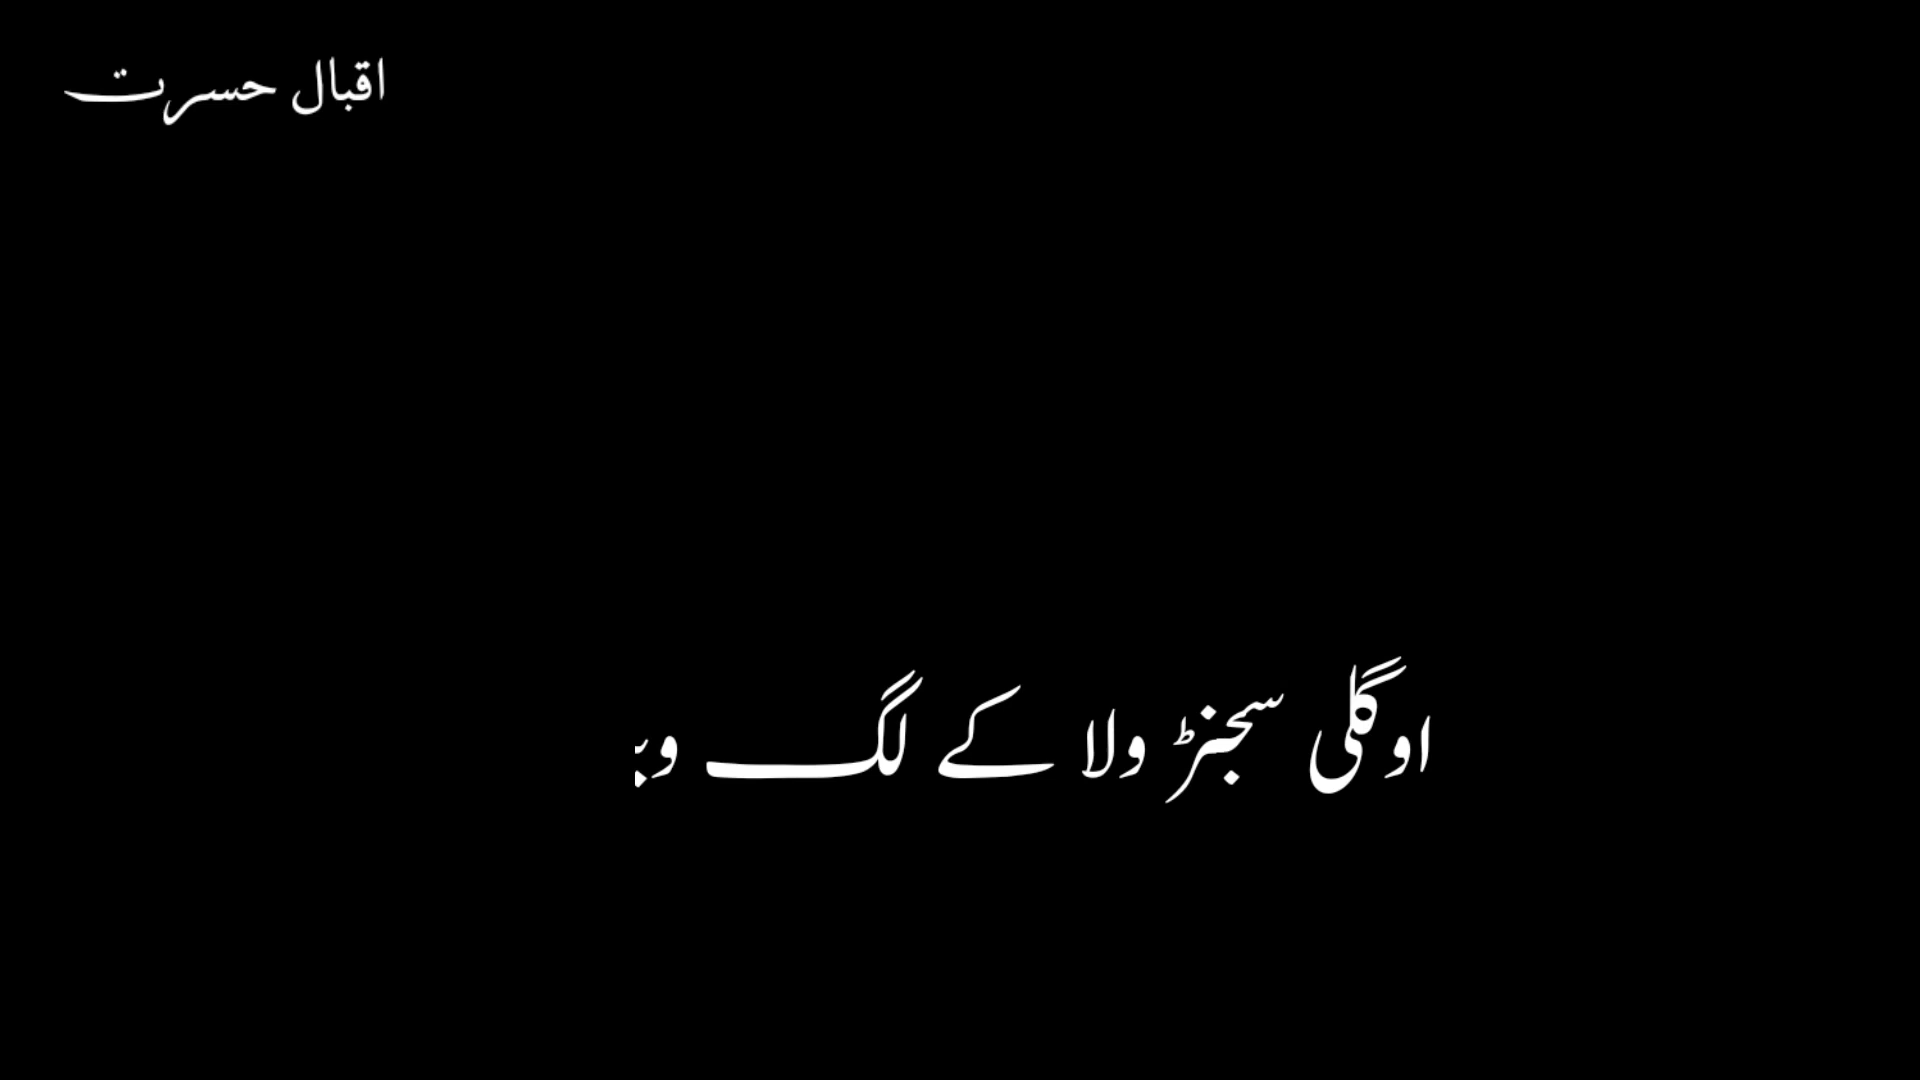 اقبال حسرت
او گلی سجنڑ ولا کے لگ